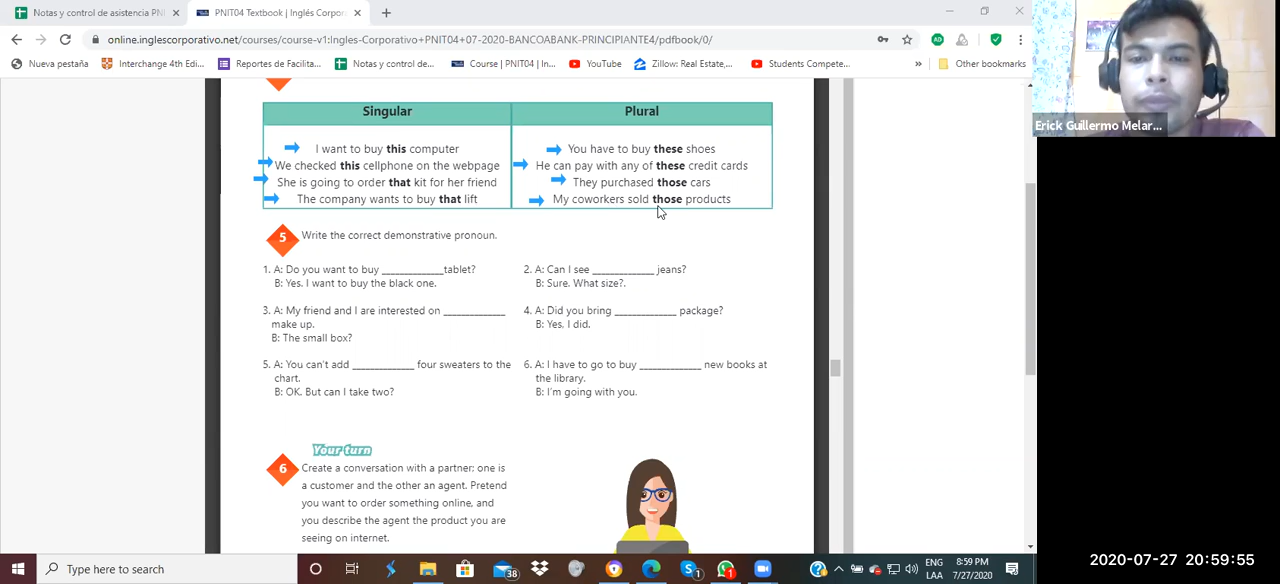 Notas y control de asistencia PNI
PNIT04 Textbook | Inglés Corpor
online.inglescorporativo.net/courses/course-v1:Ingles-Corporativo+PNIT04+07-2020-BANCOABANK-PRINCIPIANTE4/pdfbook/0/
Nueva pestaña
Interchange 4th Edi...
Reportes de Facilita...
Notas y control de...
Course | PNIT04 | In...
YouTube
Zillow: Real Estate,...
Students Compete...
»
Other bookmarks
Erick Guillermo Melar...
Singular
Plural
I want to buy this computer
You have to buy these shoes
We checked this cellphone on the webpage
He can pay with any of these credit cards
She is going to order that kit for her friend
They purchased those cars
The company wants to buy that lift
My coworkers sold those products
5
Write the correct demonstrative pronoun.
1. A: Do you want to buy _____________tablet?
B: Yes. I want to buy the black one.
2. A: Can I see _____________ jeans?
B: Sure. What size?.
3. A: My friend and I are interested on _____________
make up.
B: The small box?
4. A: Did you bring _____________ package?
B: Yes, I did.
5. A: You can't add _____________ four sweaters to the
chart.
B: OK. But can I take two?
6. A: I have to go to buy _____________ new books at
the library.
B: I'm going with you.
Your turn
6
Create a conversation with a partner: one is
a customer and the other an agent. Pretend
you want to order something online, and
you describe the agent the product you are
seeing on internet.
Type here to search
38
1
1
ENG
LAA
8:59 PM
7/27/2020
2020-07-27 20:59:55